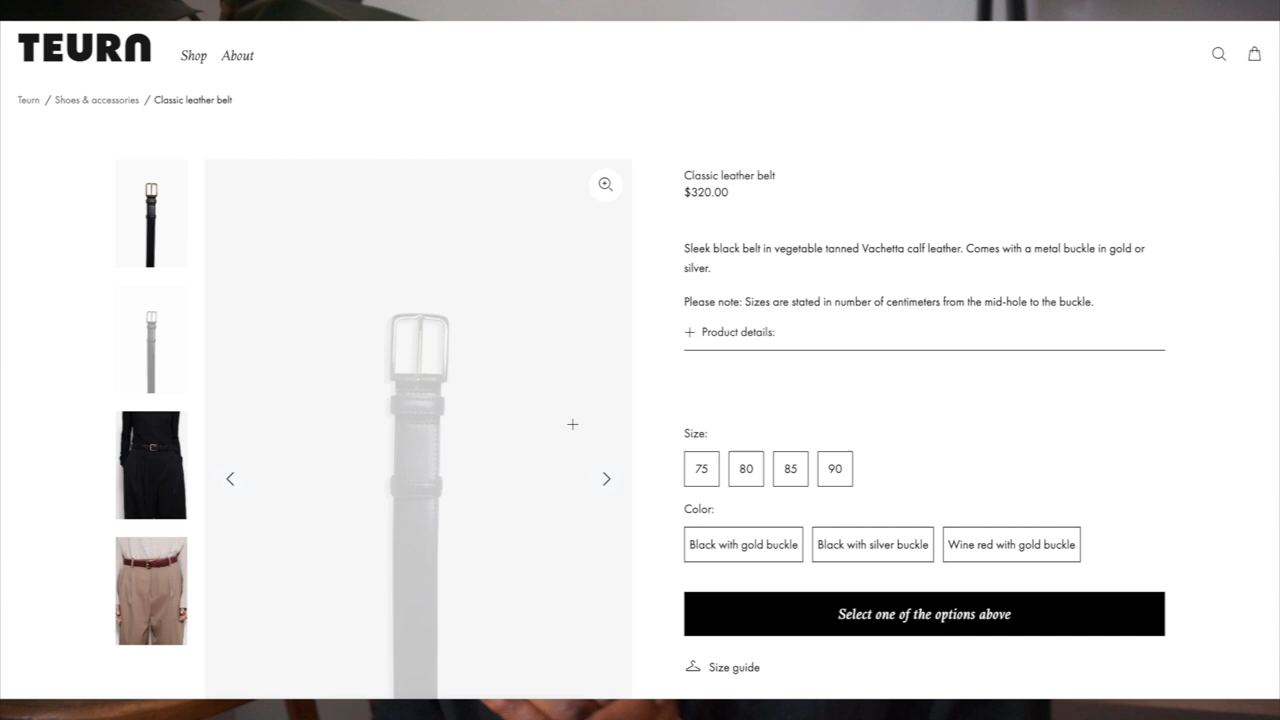 TEURN
Shop About
Teurn / Shoes & accessories / Classic leather belt
Classic leather belt
$320.00
Sleek black belt in vegetable tanned Vachetta calf leather. Comes with a metal buckle in gold or
silver.
Please note: Sizes are stated in number of centimeters from the mid-hole to the buckle.
+ Product details:
Size:
75 80 85 90
Color:
Black with gold buckle Black with silver buckle Wine red with gold buckle
Select one of the options above
Size guide